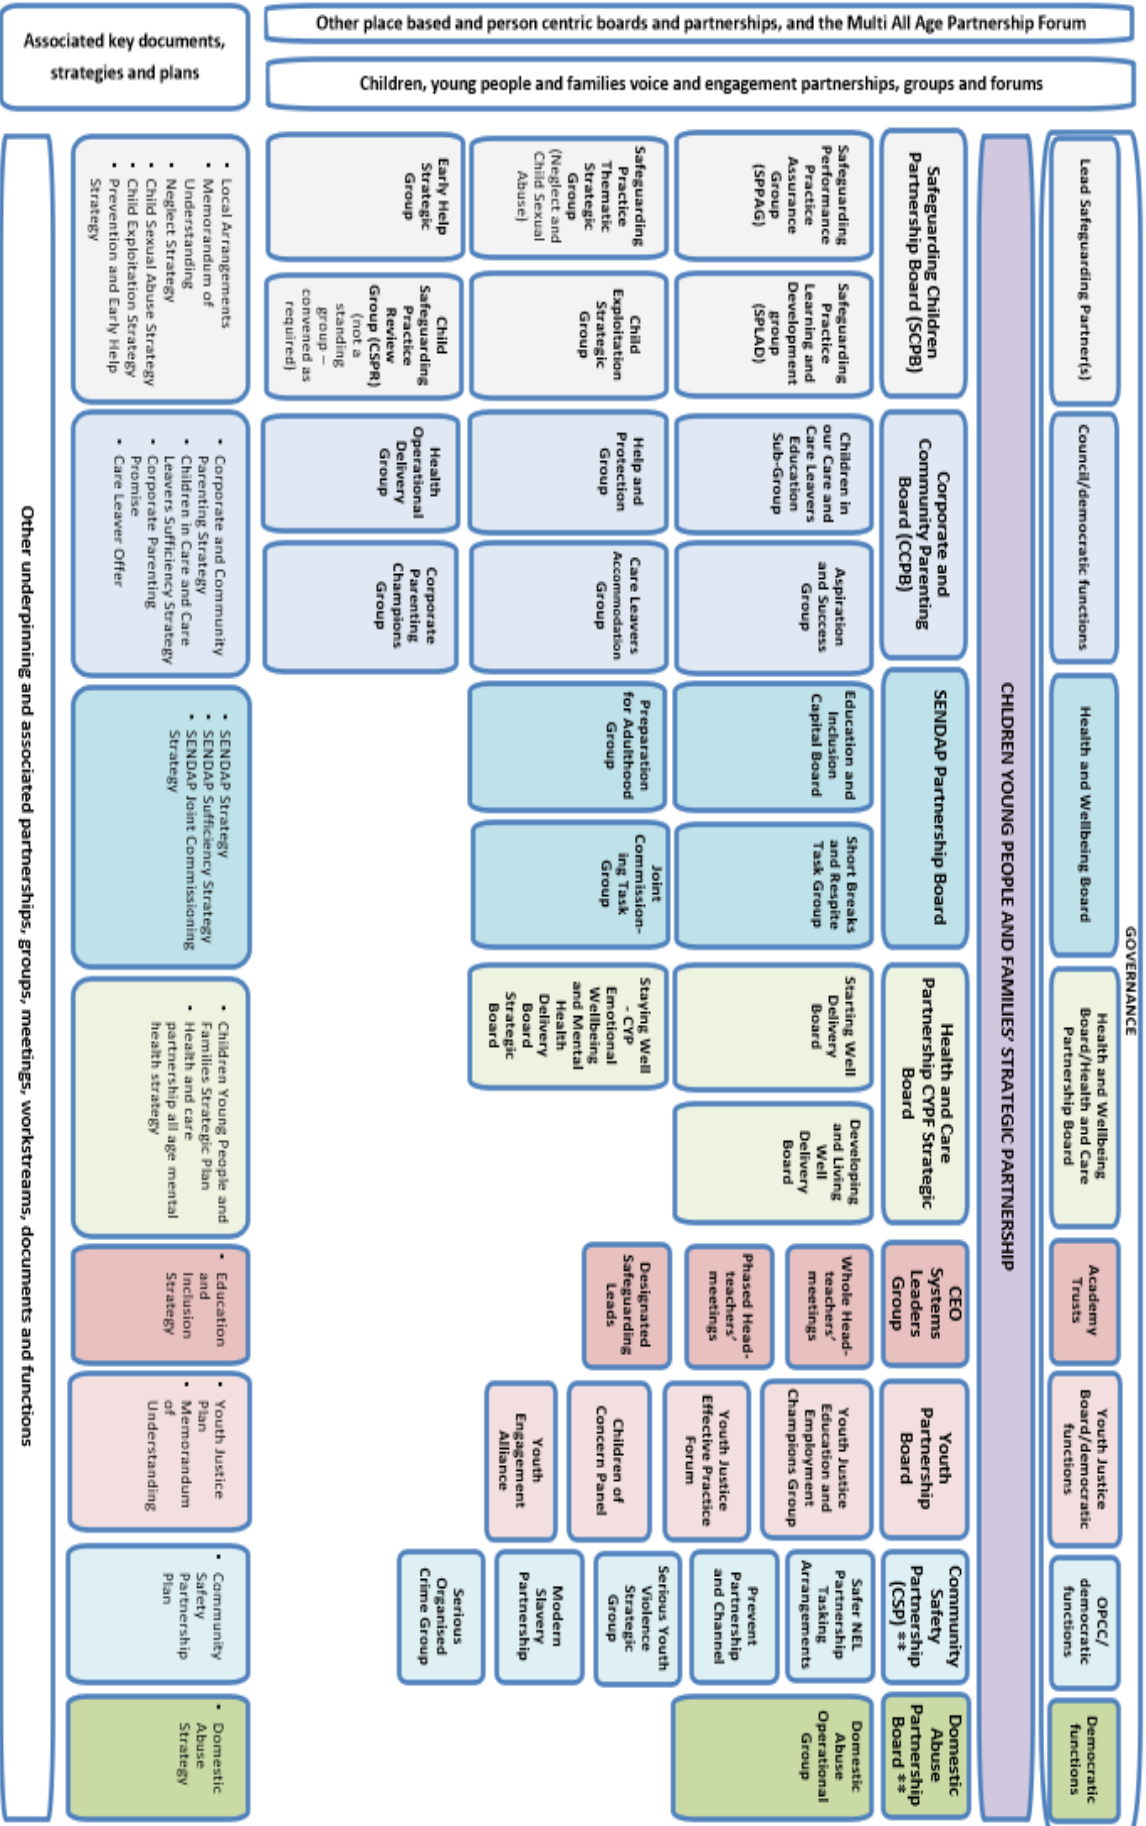 GOVERNANCE
Lead Safeguarding Partner(s)
Council/democratic functions
Health and Wellbeing Board
Health and Wellbeing
Board/Health and Care
Partnership Board
Academy
Trusts
Youth Justice
Board/democratic
functions
OPCC/
democratic
functions
Democratic
functions
CHLDREN YOUNG PEOPLE AND FAMILIES' STRATEGIC PARTNERSHIP
Safeguarding Children
Partnership Board (SCPB)
Corporate and
Community Parenting
Board (CCPB)
SENDAP Partnership Board
Health and Care
Partnership CYPF Strategic
Board
CEO
Systems
Leaders
Group
Youth
Partnership
Board
Community
Safety
Partnership
(CSP) **
Domestic
Abuse
Partnership
Board **
Safeguarding
Performance
Practice
Assurance
Group
(SPPAG)
Safeguarding
Practice
Learning and
Development
group
(SPLAD)
Children in
our Care and
Care Leavers
Education
Sub-Group
Aspiration
and Success
Group
Education and
Inclusion
Capital Board
Short Breaks
and Respite
Task Group
Starting Well
Delivery
Board
Developing
and Living
Well
Delivery
Board
Whole Head-
teachers'
meetings
Phased Head-
teachers'
meetings
Designated
Safeguarding
Leads
Youth Justice
Education and
Employment
Champions Group
Youth Justice
Effective Practice
Forum
Children of
Concern Panel
Youth
Engagement
Alliance
Safer NEL
Partnership
Tasking
Arrangements
Prevent
Partnership
and Channel
Serious Youth
Violence
Strategic
Group
Modern
Slavery
Partnership
Serious
Organised
Crime Group
Domestic
Abuse
Operational
Group
Safeguarding
Practice
Thematic
Strategic
Group
(Neglect and
Child Sexual
Abuse)
Child
Exploitation
Strategic
Group
Help and
Protection
Group
Care Leavers
Accommodation
Group
Preparation
for Adulthood
Group
Joint
Commission-
ing Task
Group
Staying Well
- CYP
Emotional
Wellbeing
and Mental
Health
Delivery
Board
Strategic
Board
Early Help
Strategic
Group
Child
Safeguarding
Practice
Review
Group (CSPR)
(not a
standing
group –
convened as
required)
Health
Operational
Delivery
Group
Corporate
Parenting
Champions
Group
Other place based and person centric boards and partnerships, and the Multi All Age Partnership Forum
Children, young people and families voice and engagement partnerships, groups and forums
Associated key documents,
strategies and plans
• Local Arrangements
• Memorandum of
Understanding
• Neglect Strategy
• Child Sexual Abuse Strategy
• Child Exploitation Strategy
• Prevention and Early Help
Strategy
• Corporate and Community
Parenting Strategy
• Children in Care and Care
Leavers Sufficiency Strategy
• Corporate Parenting
Promise
• Care Leaver Offer
• SENDAP Strategy
• SENDAP Sufficiency Strategy
• SENDAP Joint Commissioning
Strategy
• Children Young People and
Families Strategic Plan
• Health and care
partnership all age mental
health strategy
• Education
and
Inclusion
Strategy
• Youth Justice
Plan
• Memorandum
of
Understanding
• Community
Safety
Partnership
Plan
• Domestic
Abuse
Strategy
Other underpinning and associated partnerships, groups, meetings, workstreams, documents and functions